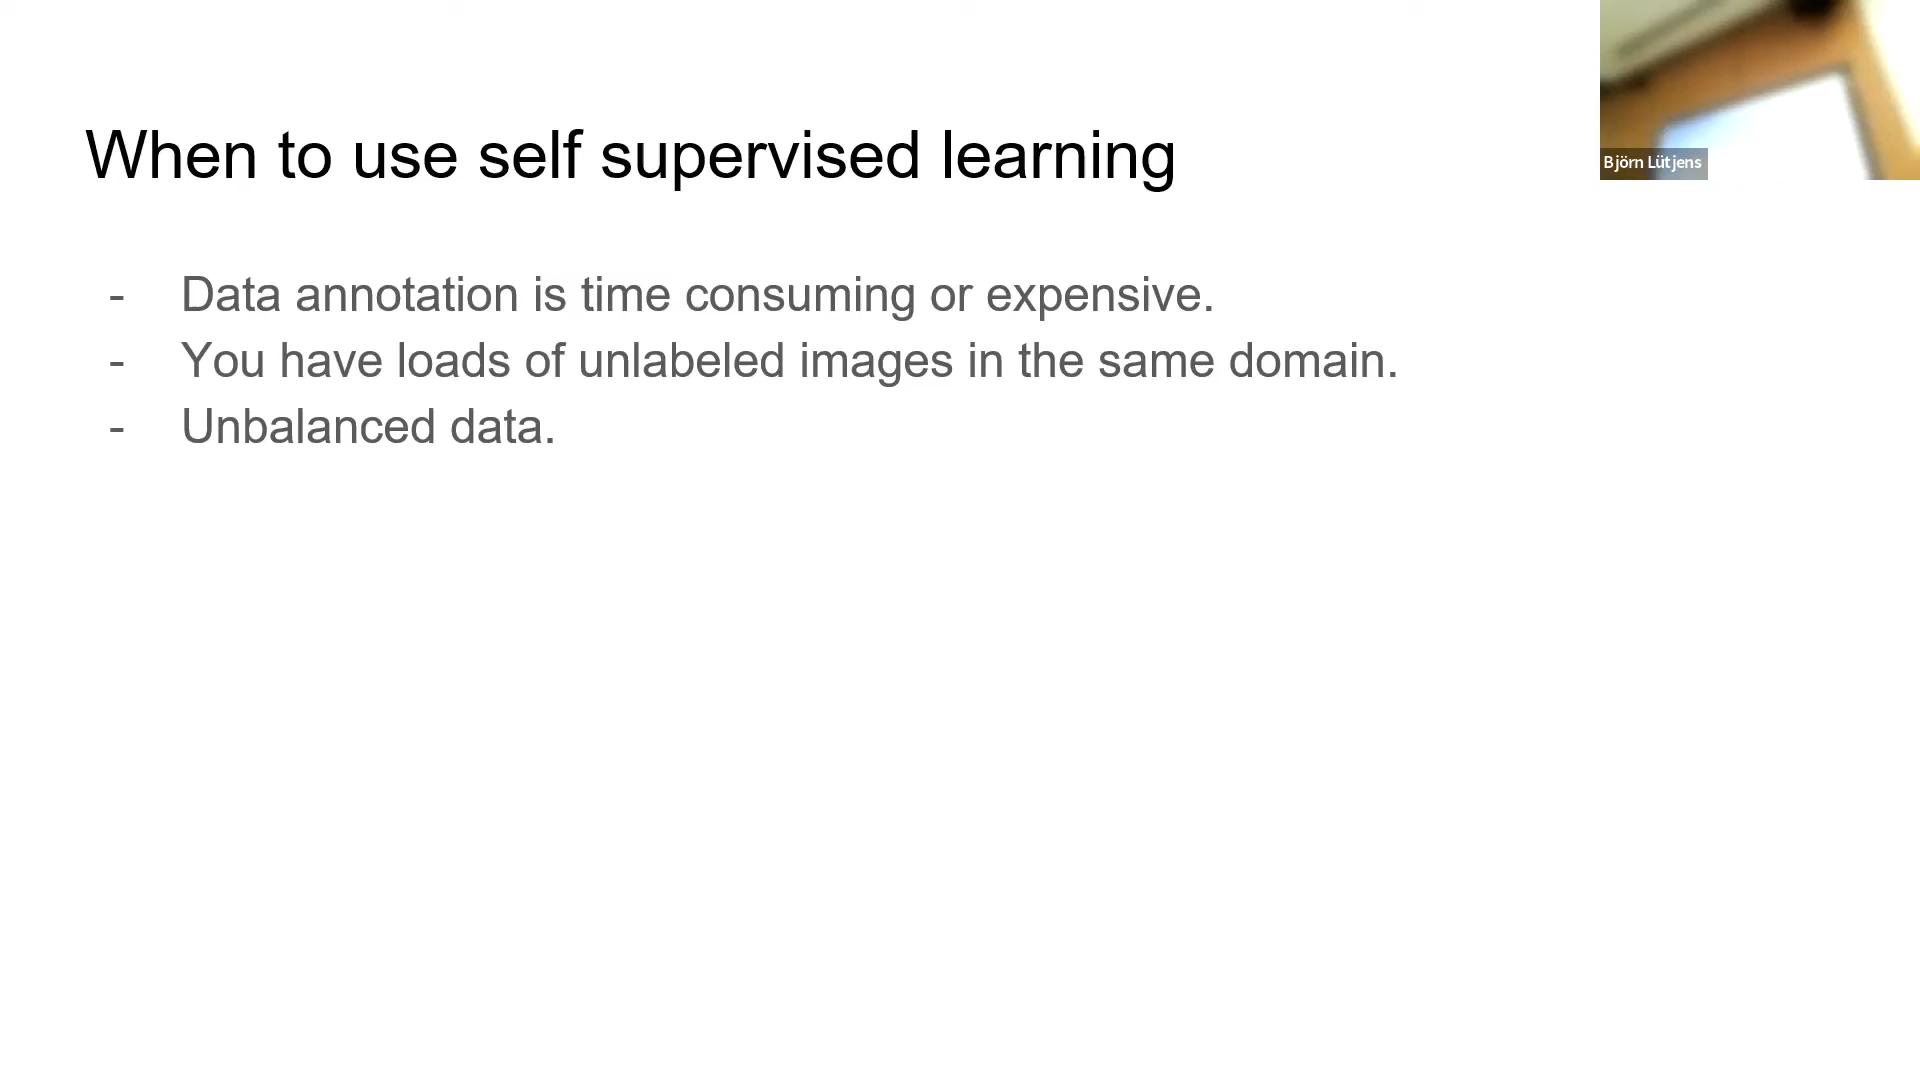 When to use self supervised learning
- Data annotation is time consuming or expensive.
- You have loads of unlabeled images in the same domain.
- Unbalanced data.
Björn Lütjens